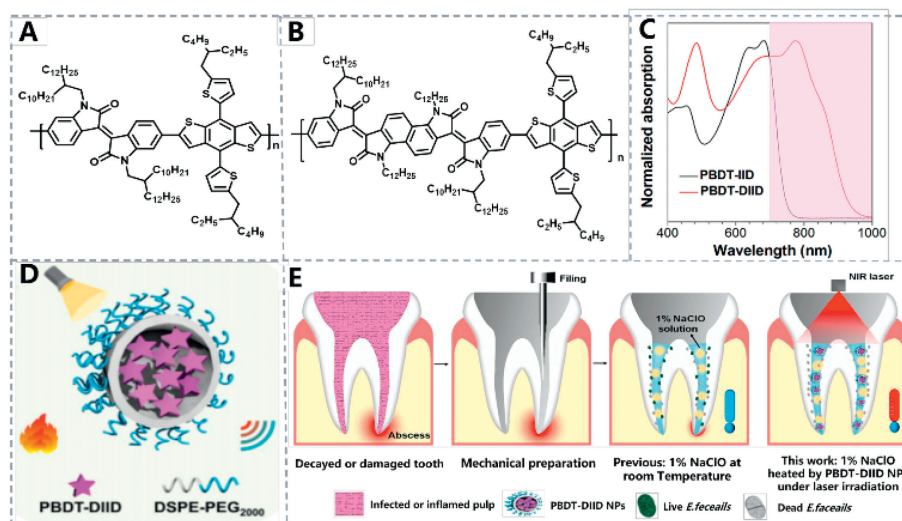 A
C4H9
C2H5
C12H25
C10H21
S
N
O
S
n
O
N
S
C10H21
C12H25
S
C2H5
C4H9
B
C4H9
C2H5
C12H25
C10H21
C12H25
S
N
O
N
O
S
n
O
N
O
N
S
C12H25
C10H21
C12H25
S
C2H5
C4H9
C
Normalized absorption
PBDT-IID
PBDT-DIID
400 600 800 1000
Wavelength (nm)
D
PBDT-DIID
DSPE-PEG2000
E
Filing
NIR laser
1% NaClO
solution
Abscess
Decayed or damaged tooth
Mechanical preparation
Previous: 1% NaClO at
room Temperature
This work: 1% NaClO
heated by PBDT-DIID NP
under laser irradiation
Infected or inflamed pulp
PBDT-DIID NPs
Live E.feceails
Dead E.faceails